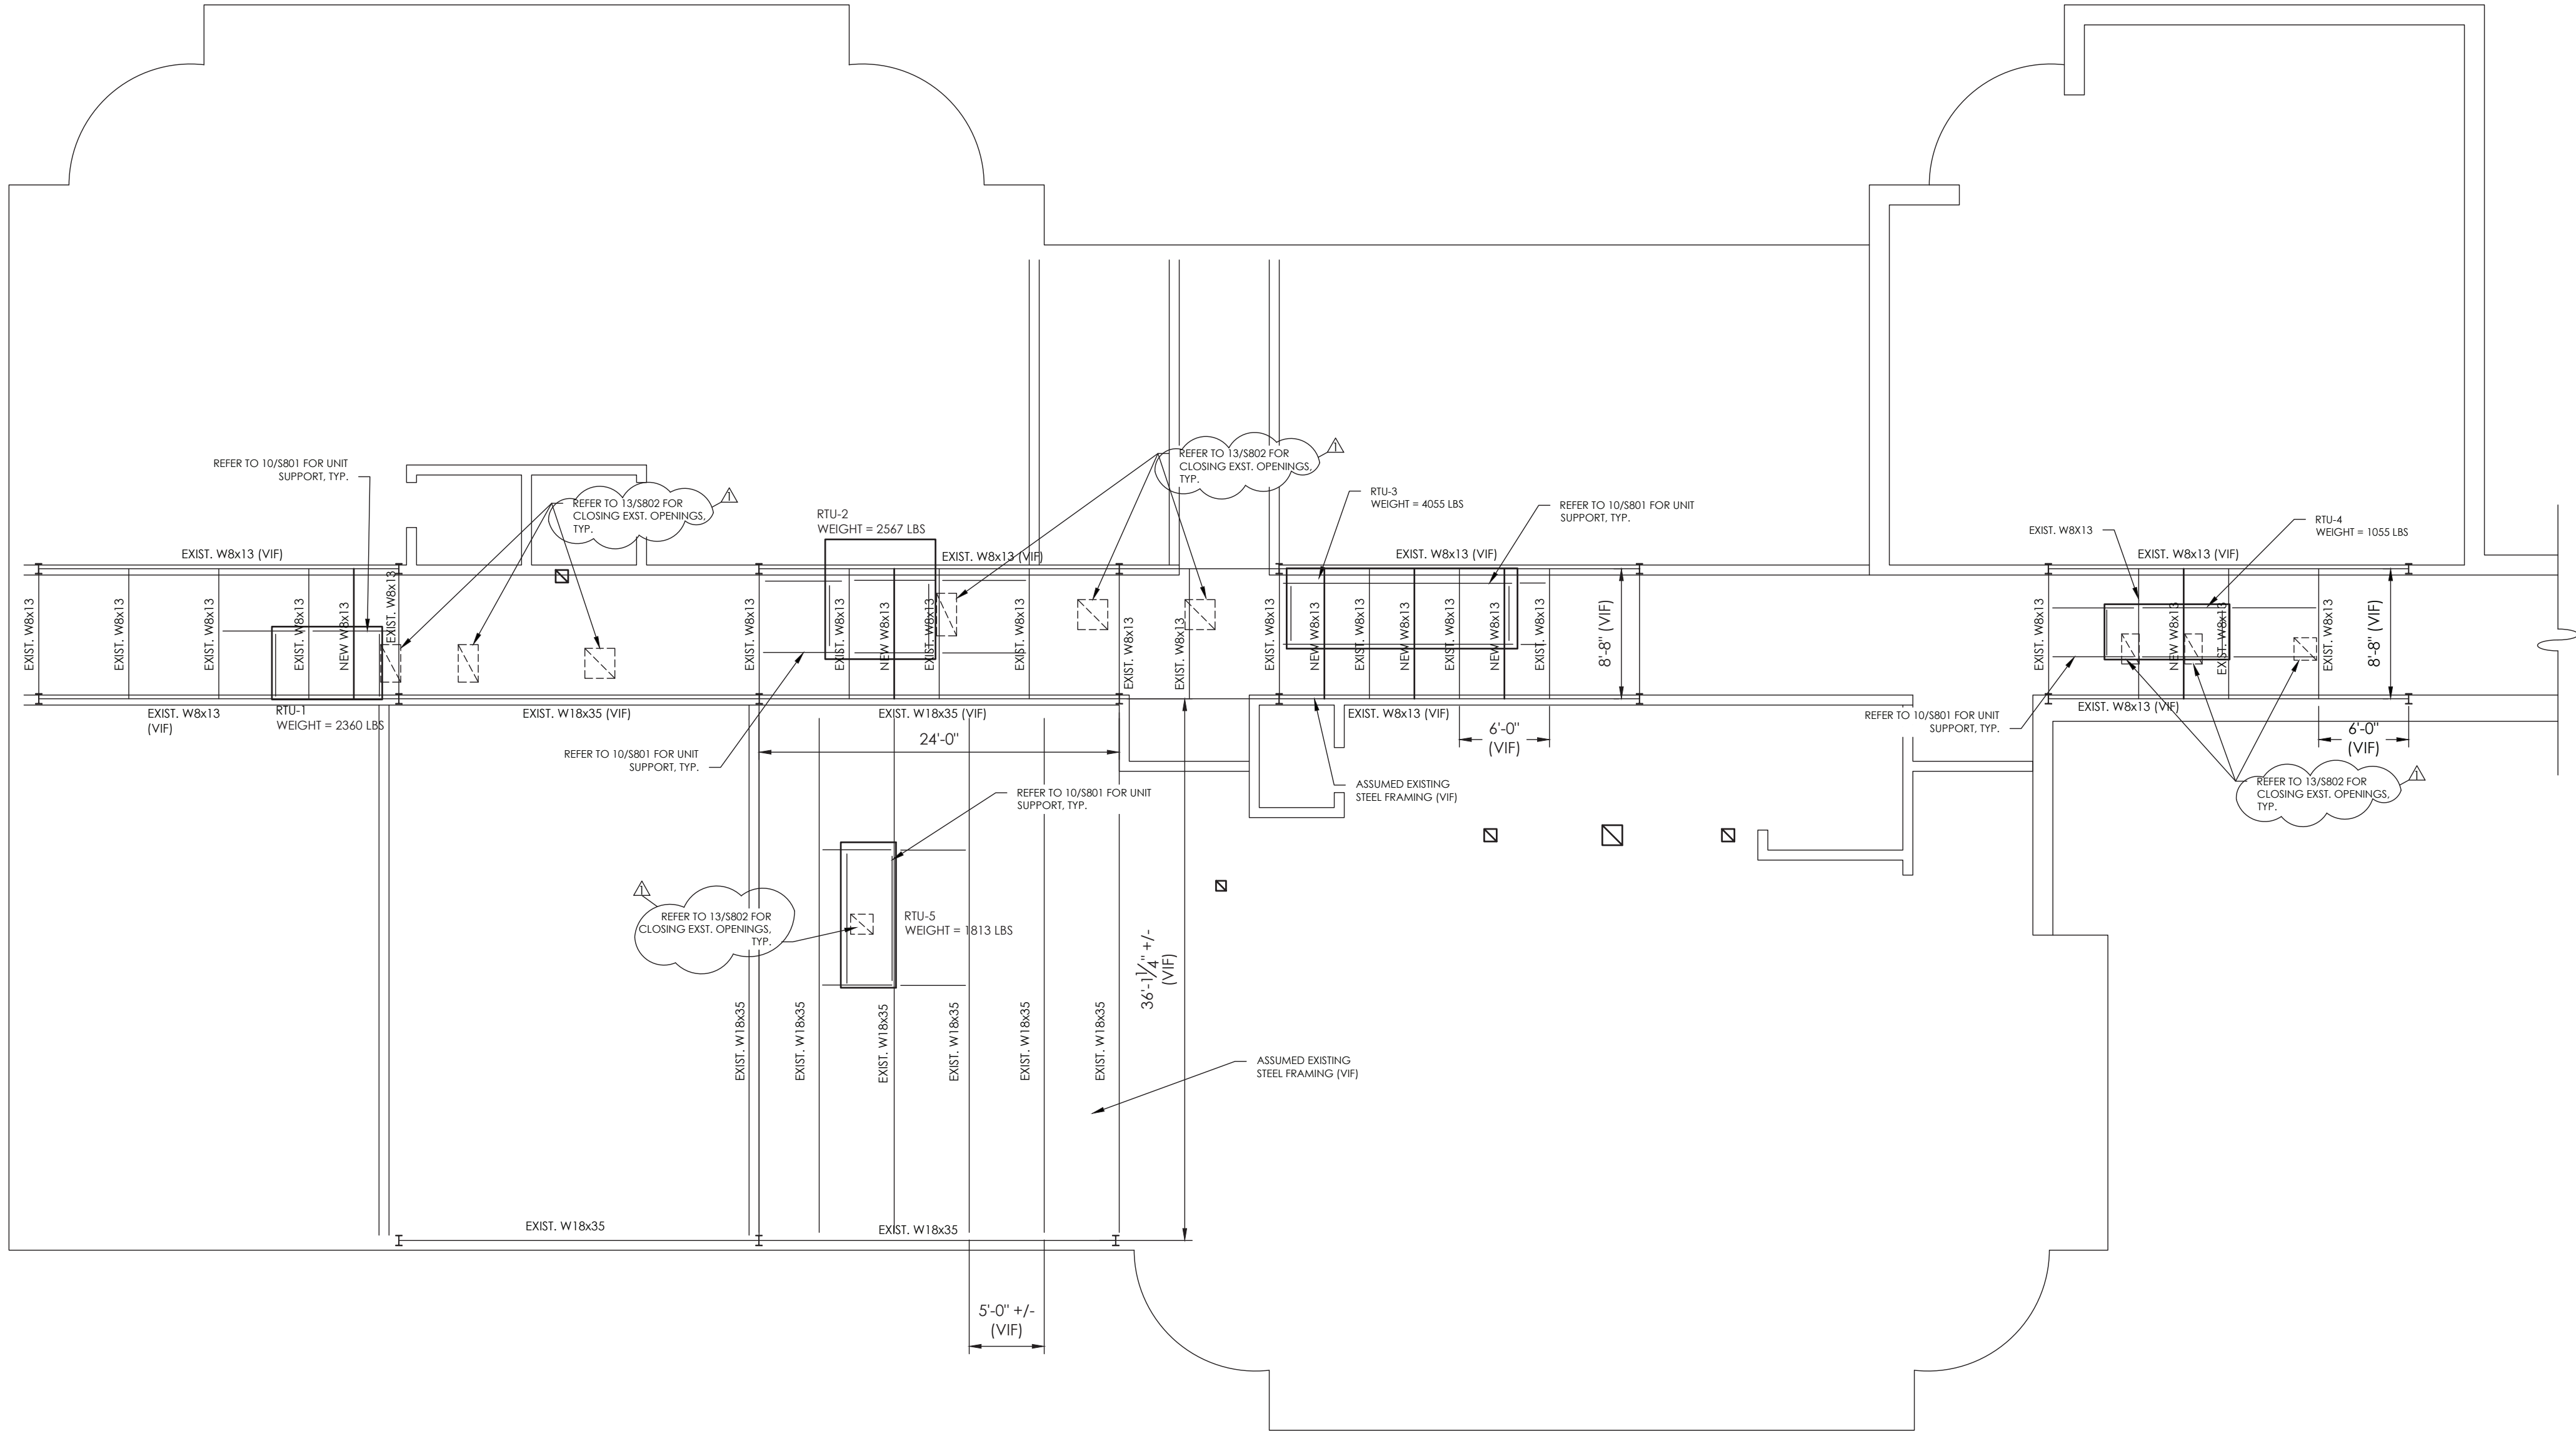 REFER TO 10/S801 FOR UNIT
SUPPORT, TYP.
REFER TO 13/S802 FOR
CLOSING EXST. OPENINGS,
TYP.
1
RTU-2
WEIGHT = 2567 LBS
REFER TO 13/S802 FOR
CLOSING EXST. OPENINGS,
TYP.
1
RTU-3
WEIGHT = 4055 LBS
REFER TO 10/S801 FOR UNIT
SUPPORT, TYP.
EXIST. W8X13
RTU-4
WEIGHT = 1055 LBS
EXIST. W8x13 (VIF)
EXIST. W8x13 (VIF)
EXIST. W8x13 (VIF)
EXIST. W8x13 (VIF)
EXIST. W8x13
EXIST. W8x13
EXIST. W8x13
EXIST. W8x13
NEW W8x13
EXIST. W8x13
EXIST. W8x13
EXIST. W8x13
NEW W8x13
EXIST. W8x13
EXIST. W8x13
EXIST. W8x13
EXIST. W8x13
EXIST. W8x13
NEW W8x13
EXIST. W8x13
NEW W8x13
EXIST. W8x13
NEW W8x13
EXIST. W8x13
8'-8" (VIF)
EXIST. W8x13
NEW W8x13
EXIST. W8x13
EXIST. W8x13
8'-8" (VIF)
EXIST. W8x13
(VIF)
RTU-1
WEIGHT = 2360 LBS
EXIST. W18x35 (VIF)
EXIST. W18x35 (VIF)
24'-0"
EXIST. W8x13 (VIF)
6'-0"
(VIF)
EXIST. W8x13 (VIF)
6'-0"
(VIF)
REFER TO 10/S801 FOR UNIT
SUPPORT, TYP.
REFER TO 10/S801 FOR UNIT
SUPPORT, TYP.
REFER TO 10/S801 FOR UNIT
SUPPORT, TYP.
ASSUMED EXISTING
STEEL FRAMING (VIF)
REFER TO 13/S802 FOR
CLOSING EXST. OPENINGS,
TYP.
1
1
REFER TO 13/S802 FOR
CLOSING EXST. OPENINGS,
TYP.
RTU-5
WEIGHT = 1813 LBS
36'-1 1/4" +/-
(VIF)
EXIST. W18x35
EXIST. W18x35
EXIST. W18x35
EXIST. W18x35
EXIST. W18x35
EXIST. W18x35
ASSUMED EXISTING
STEEL FRAMING (VIF)
EXIST. W18x35
EXIST. W18x35
5'-0" +/-
(VIF)